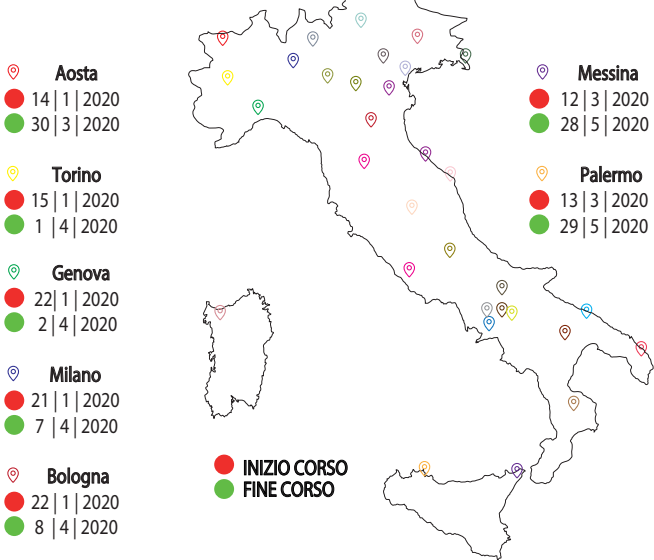 Aosta
14 | 1 | 2020
30 | 3 | 2020
Torino
15 | 1 | 2020
1 | 4 | 2020
Genova
22| 1 | 2020
2 | 4 | 2020
Milano
21 | 1 | 2020
7 | 4 | 2020
Bologna
22 | 1 | 2020
8 | 4 | 2020
Messina
12 | 3 | 2020
28 | 5 | 2020
Palermo
13 | 3 | 2020
29 | 5 | 2020
INIZIO CORSO
FINE CORSO